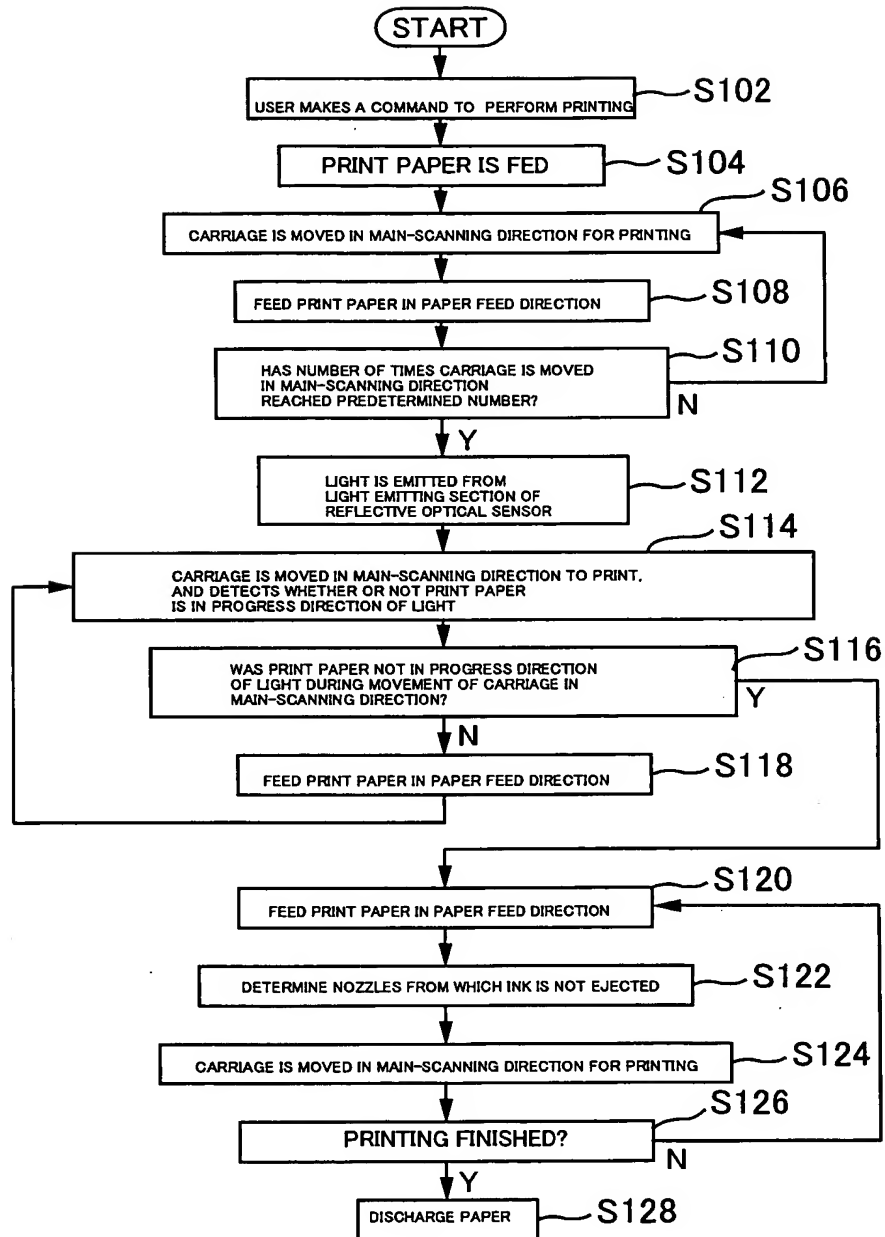 START
USER MAKES A COMMAND TO PERFORM PRINTING
S102
PRINT PAPER IS FED
S104
S106
CARRIAGE IS MOVED IN MAIN-SCANNING DIRECTION FOR PRINTING
FEED PRINT PAPER IN PAPER FEED DIRECTION
S108
HAS NUMBER OF TIMES CARRIAGE IS MOVED
IN MAIN-SCANNING DIRECTION
REACHED PREDETERMINED NUMBER?
S110
N
Y
LIGHT IS EMITTED FROM
LIGHT EMITTING SECTION OF
REFLECTIVE OPTICAL SENSOR
S112
S114
CARRIAGE IS MOVED IN MAIN-SCANNING DIRECTION TO PRINT,
AND DETECTS WHETHER OR NOT PRINT PAPER
IS IN PROGRESS DIRECTION OF LIGHT
WAS PRINT PAPER NOT IN PROGRESS DIRECTION
OF LIGHT DURING MOVEMENT OF CARRIAGE IN
MAIN-SCANNING DIRECTION?
S116
Y
N
FEED PRINT PAPER IN PAPER FEED DIRECTION
S118
S120
FEED PRINT PAPER IN PAPER FEED DIRECTION
DETERMINE NOZZLES FROM WHICH INK IS NOT EJECTED
S122
CARRIAGE IS MOVED IN MAIN-SCANNING DIRECTION FOR PRINTING
S124
S126
PRINTING FINISHED?
N
Y
DISCHARGE PAPER
S128